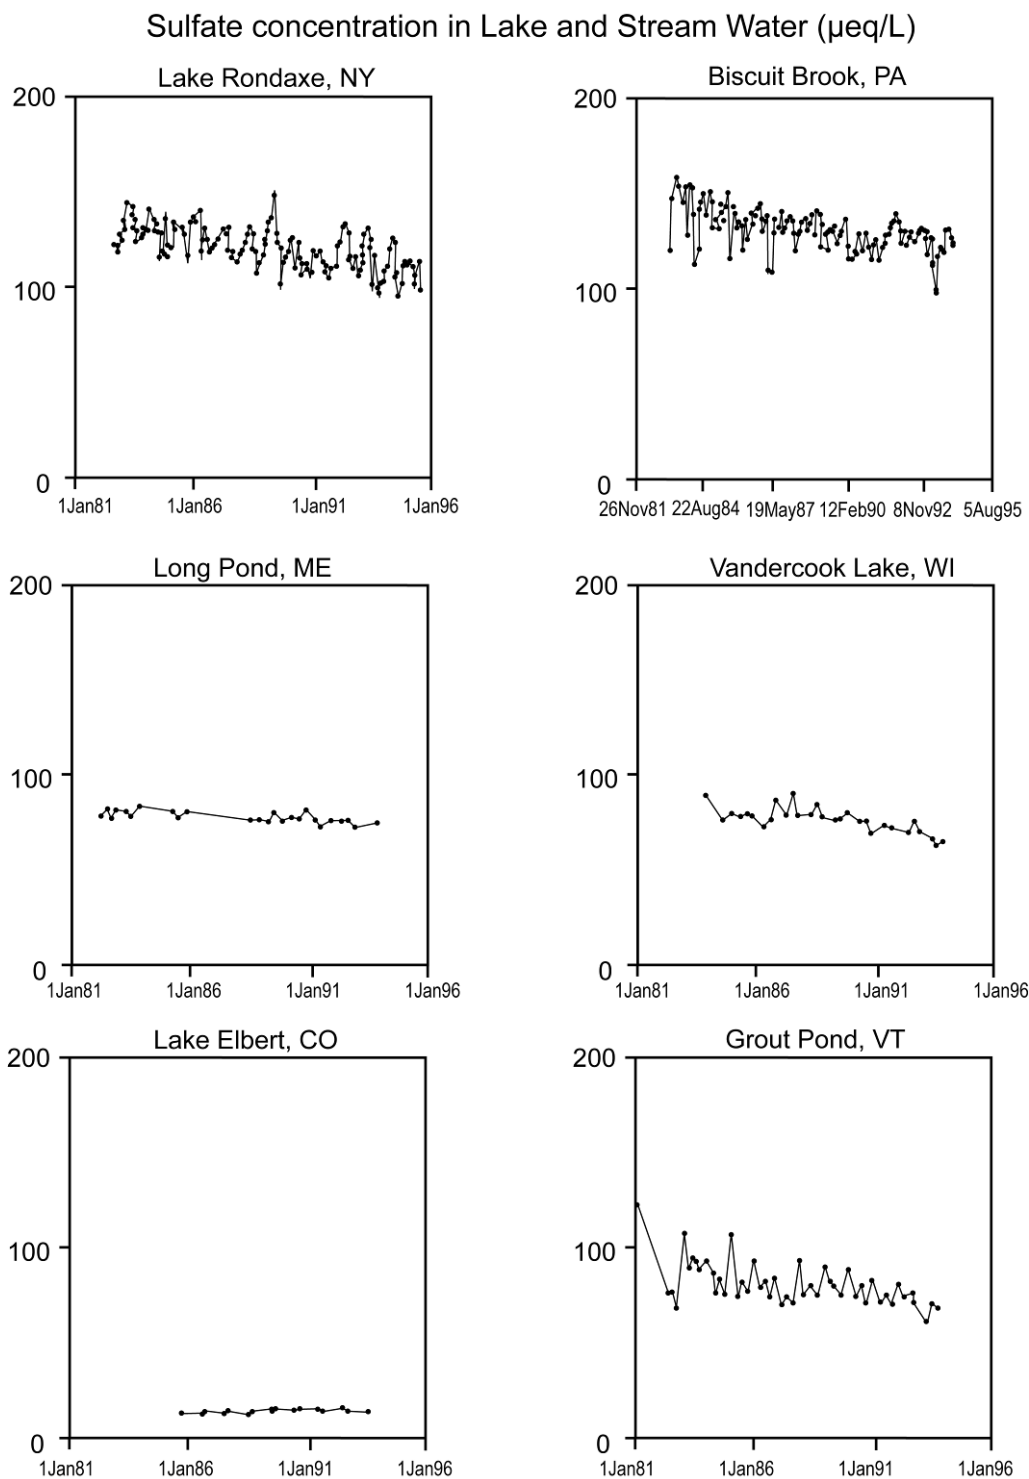 Sulfate concentration in Lake and Stream Water (µeq/L)
Lake Rondaxe, NY
200
100
0
1Jan81 1Jan86 1Jan91 1Jan96
Biscuit Brook, PA
200
100
0
26Nov81 22Aug84 19May87 12Feb90 8Nov92 5Aug95
Long Pond, ME
200
100
0
1Jan81 1Jan86 1Jan91 1Jan96
Vandercook Lake, WI
200
100
0
1Jan81 1Jan86 1Jan91 1Jan96
Lake Elbert, CO
200
100
0
1Jan81 1Jan86 1Jan91 1Jan96
Grout Pond, VT
200
100
0
1Jan81 1Jan86 1Jan91 1Jan96